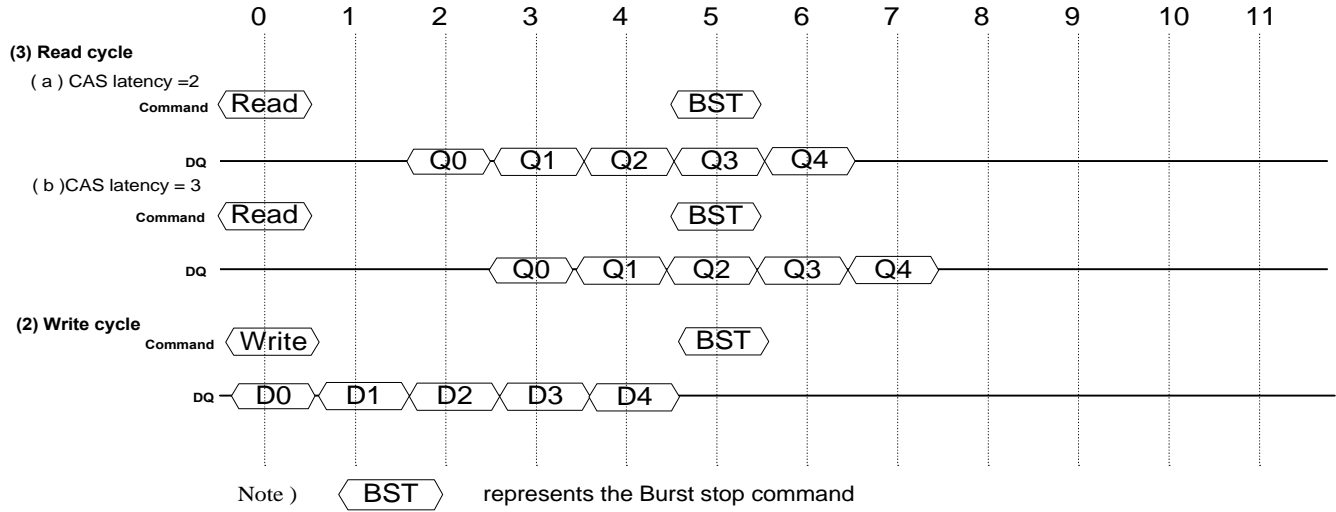 0 1 2 3 4 5 6 7 8 9 10 11
(3) Read cycle
( a ) CAS latency =2
Command Read BST
DQ Q0 Q1 Q2 Q3 Q4
( b )CAS latency = 3
Command Read BST
DQ Q0 Q1 Q2 Q3 Q4
(2) Write cycle
Command Write BST
DQ D0 D1 D2 D3 D4
Note ) BST represents the Burst stop command